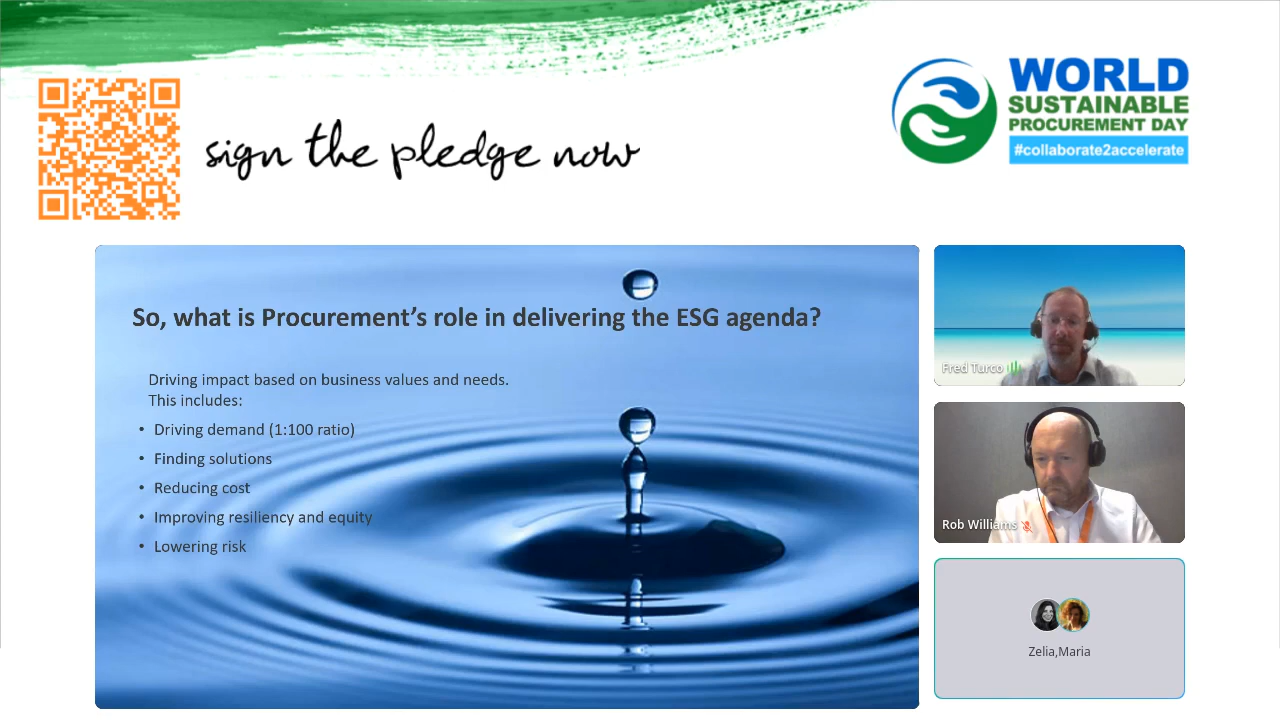 sign the pledge now
WORLD
SUSTAINABLE
PROCUREMENT DAY
#collaborate2accelerate
So, what is Procurement’s role in delivering the ESG agenda?
Driving impact based on business values and needs.
This includes:
• Driving demand (1:100 ratio)
• Finding solutions
• Reducing cost
• Improving resiliency and equity
• Lowering risk
Fred Turco
Rob Williams
Zelia,Maria